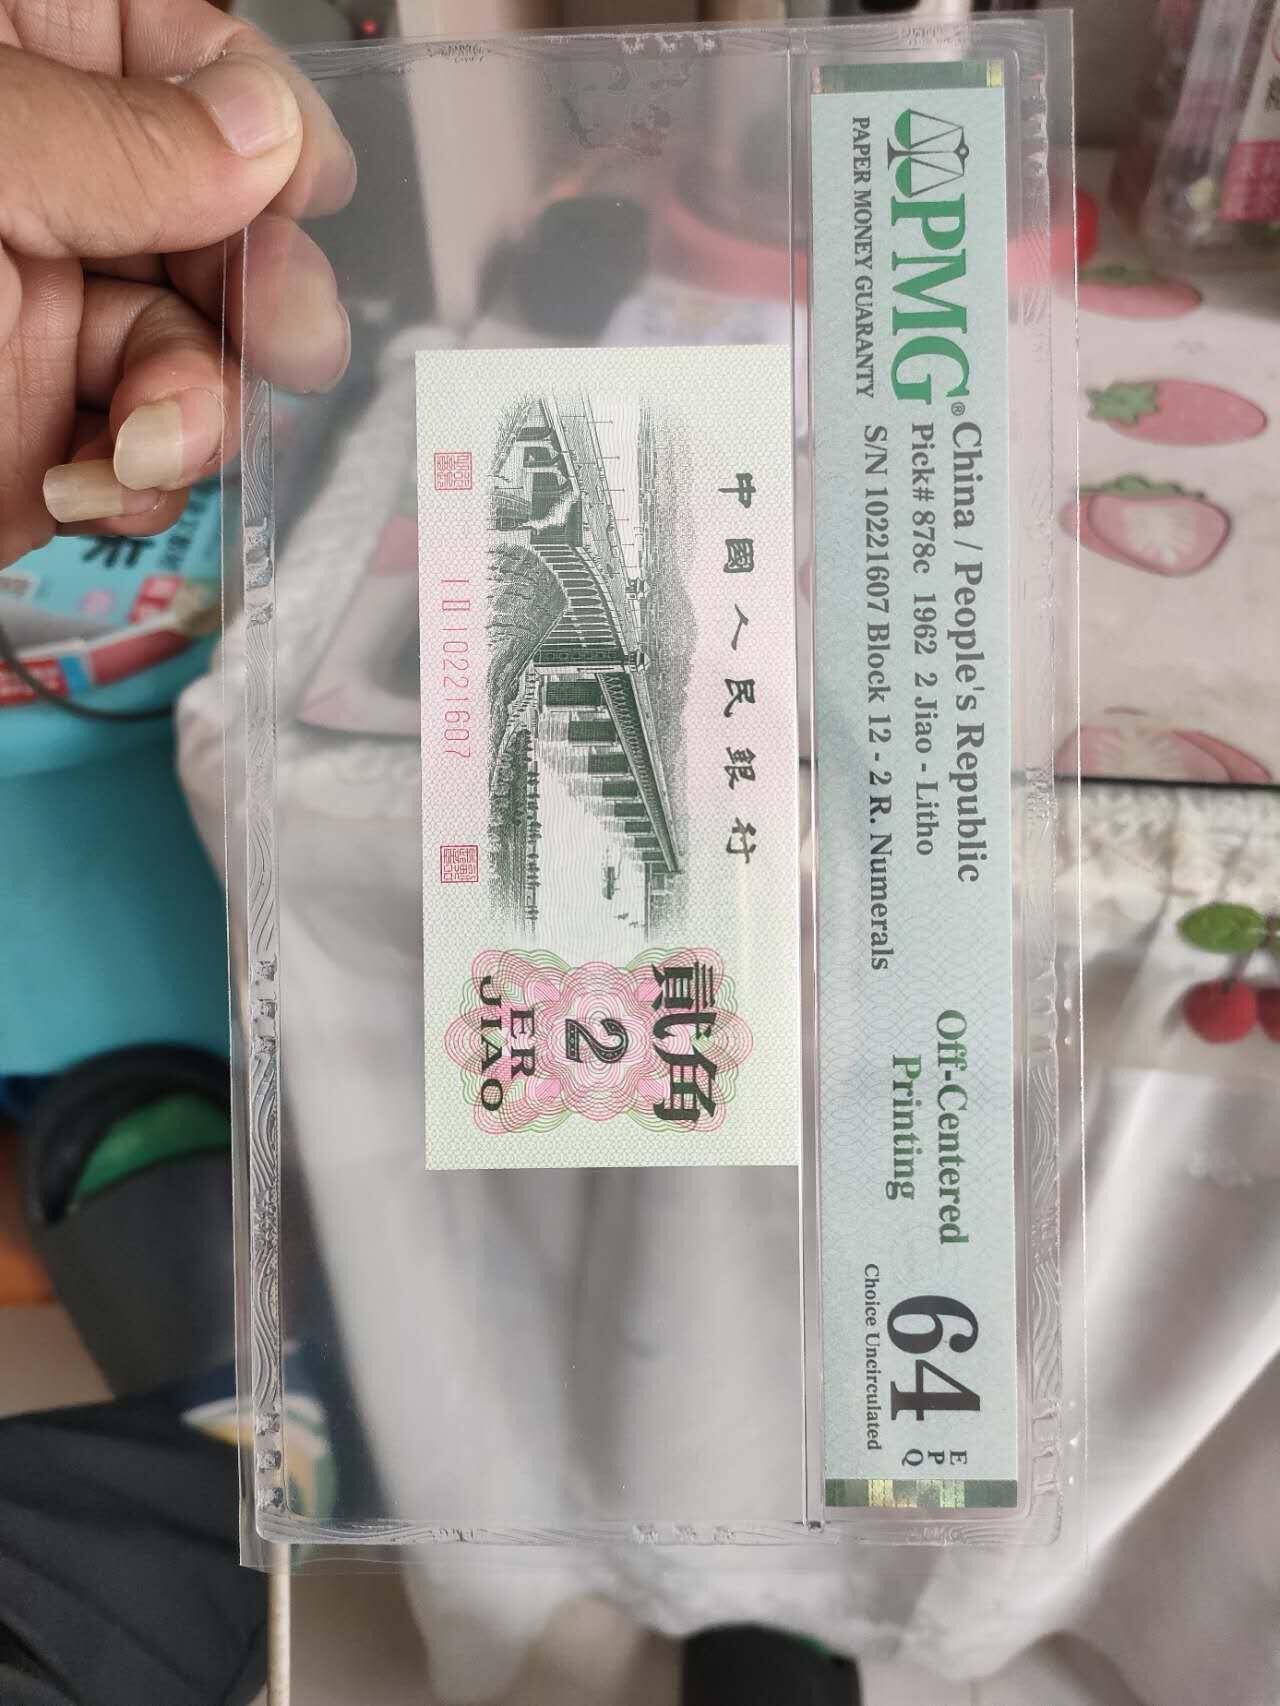 PMG®
PAPER MONEY GUARANTY
China / People's Republic
Pick# 878c 1962 2 Jiao - Litho
S/N 10221607 Block 12 - 2 R. Numerals
Off-Centered
Printing
64
EPQ
Choice Uncirculated
中國人民銀行
貳角
2
ER
JIAO
I II 10221607